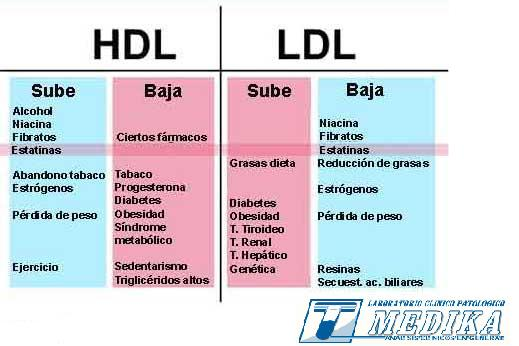 HDL
LDL
Sube
Baja
Sube
Baja
Alcohol
Niacina
Fibratos
Estatinas
Abandono tabaco
Estrógenos
Pérdida de peso
Ejercicio
Ciertos fármacos
Tabaco
Progesterona
Diabetes
Obesidad
Síndrome
metabólico
Sedentarismo
Triglicéridos altos
Grasas dieta
Diabetes
Obesidad
T. Tiroideo
T. Renal
T. Hepático
Genética
Niacina
Fibratos
Estatinas
Reducción de grasas
Estrógenos
Pérdida de peso
Resinas
Secuest. ac. biliares
LABORATORIO CLINICO PATOLOGICO
MEDIKA